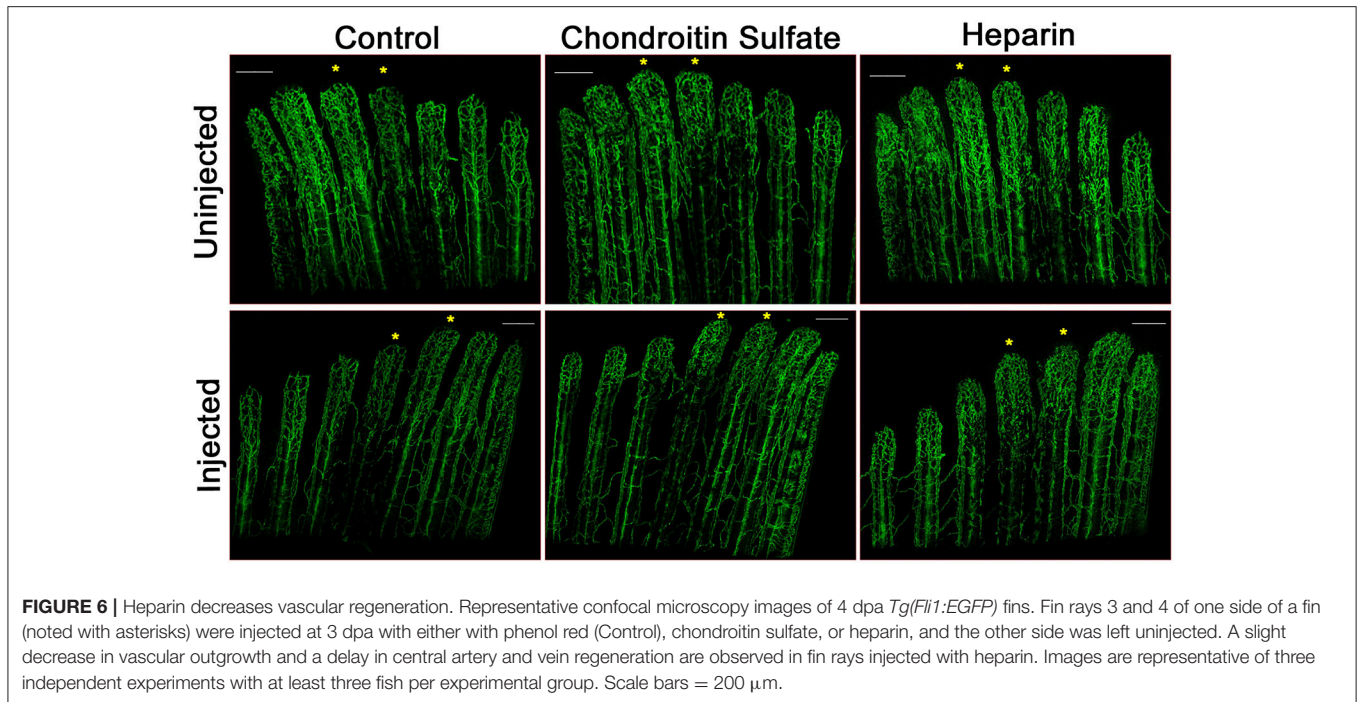 Control Chondroitin Sulfate Heparin
* * * * * *
Uninjected
* * * * * *
Injected
FIGURE 6 | Heparin decreases vascular regeneration. Representative confocal microscopy images of 4 dpa Tg(Fli1:EGFP) fins. Fin rays 3 and 4 of one side of a fin
(noted with asterisks) were injected at 3 dpa with either with phenol red (Control), chondroitin sulfate, or heparin, and the other side was left uninjected. A slight
decrease in vascular outgrowth and a delay in central artery and vein regeneration are observed in fin rays injected with heparin. Images are representative of three
independent experiments with at least three fish per experimental group. Scale bars = 200 μm.